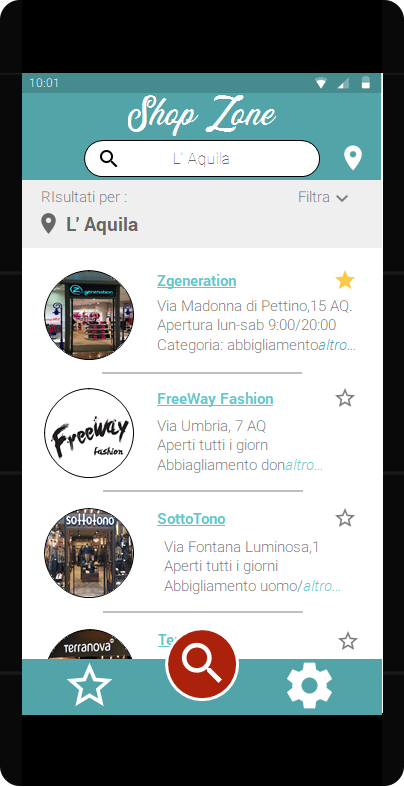 10:01
Shop Zone
L' Aquila
RIsultati per :
Filtra
L' Aquila
Zgeneration
Via Madonna di Pettino,15 AQ.
Apertura lun-sab 9:00/20:00
Categoria: abbigliamentoaltro...
zgeneration
FreeWay Fashion
Via Umbria, 7 AQ
Aperti tutti i giorn
Abbiagliamento donaltro...
FreeWay
fashion
SottoTono
Via Fontana Luminosa,1
Aperti tutti i giorni
Abbigliamento uomo/altro...
sottotono
Terranova